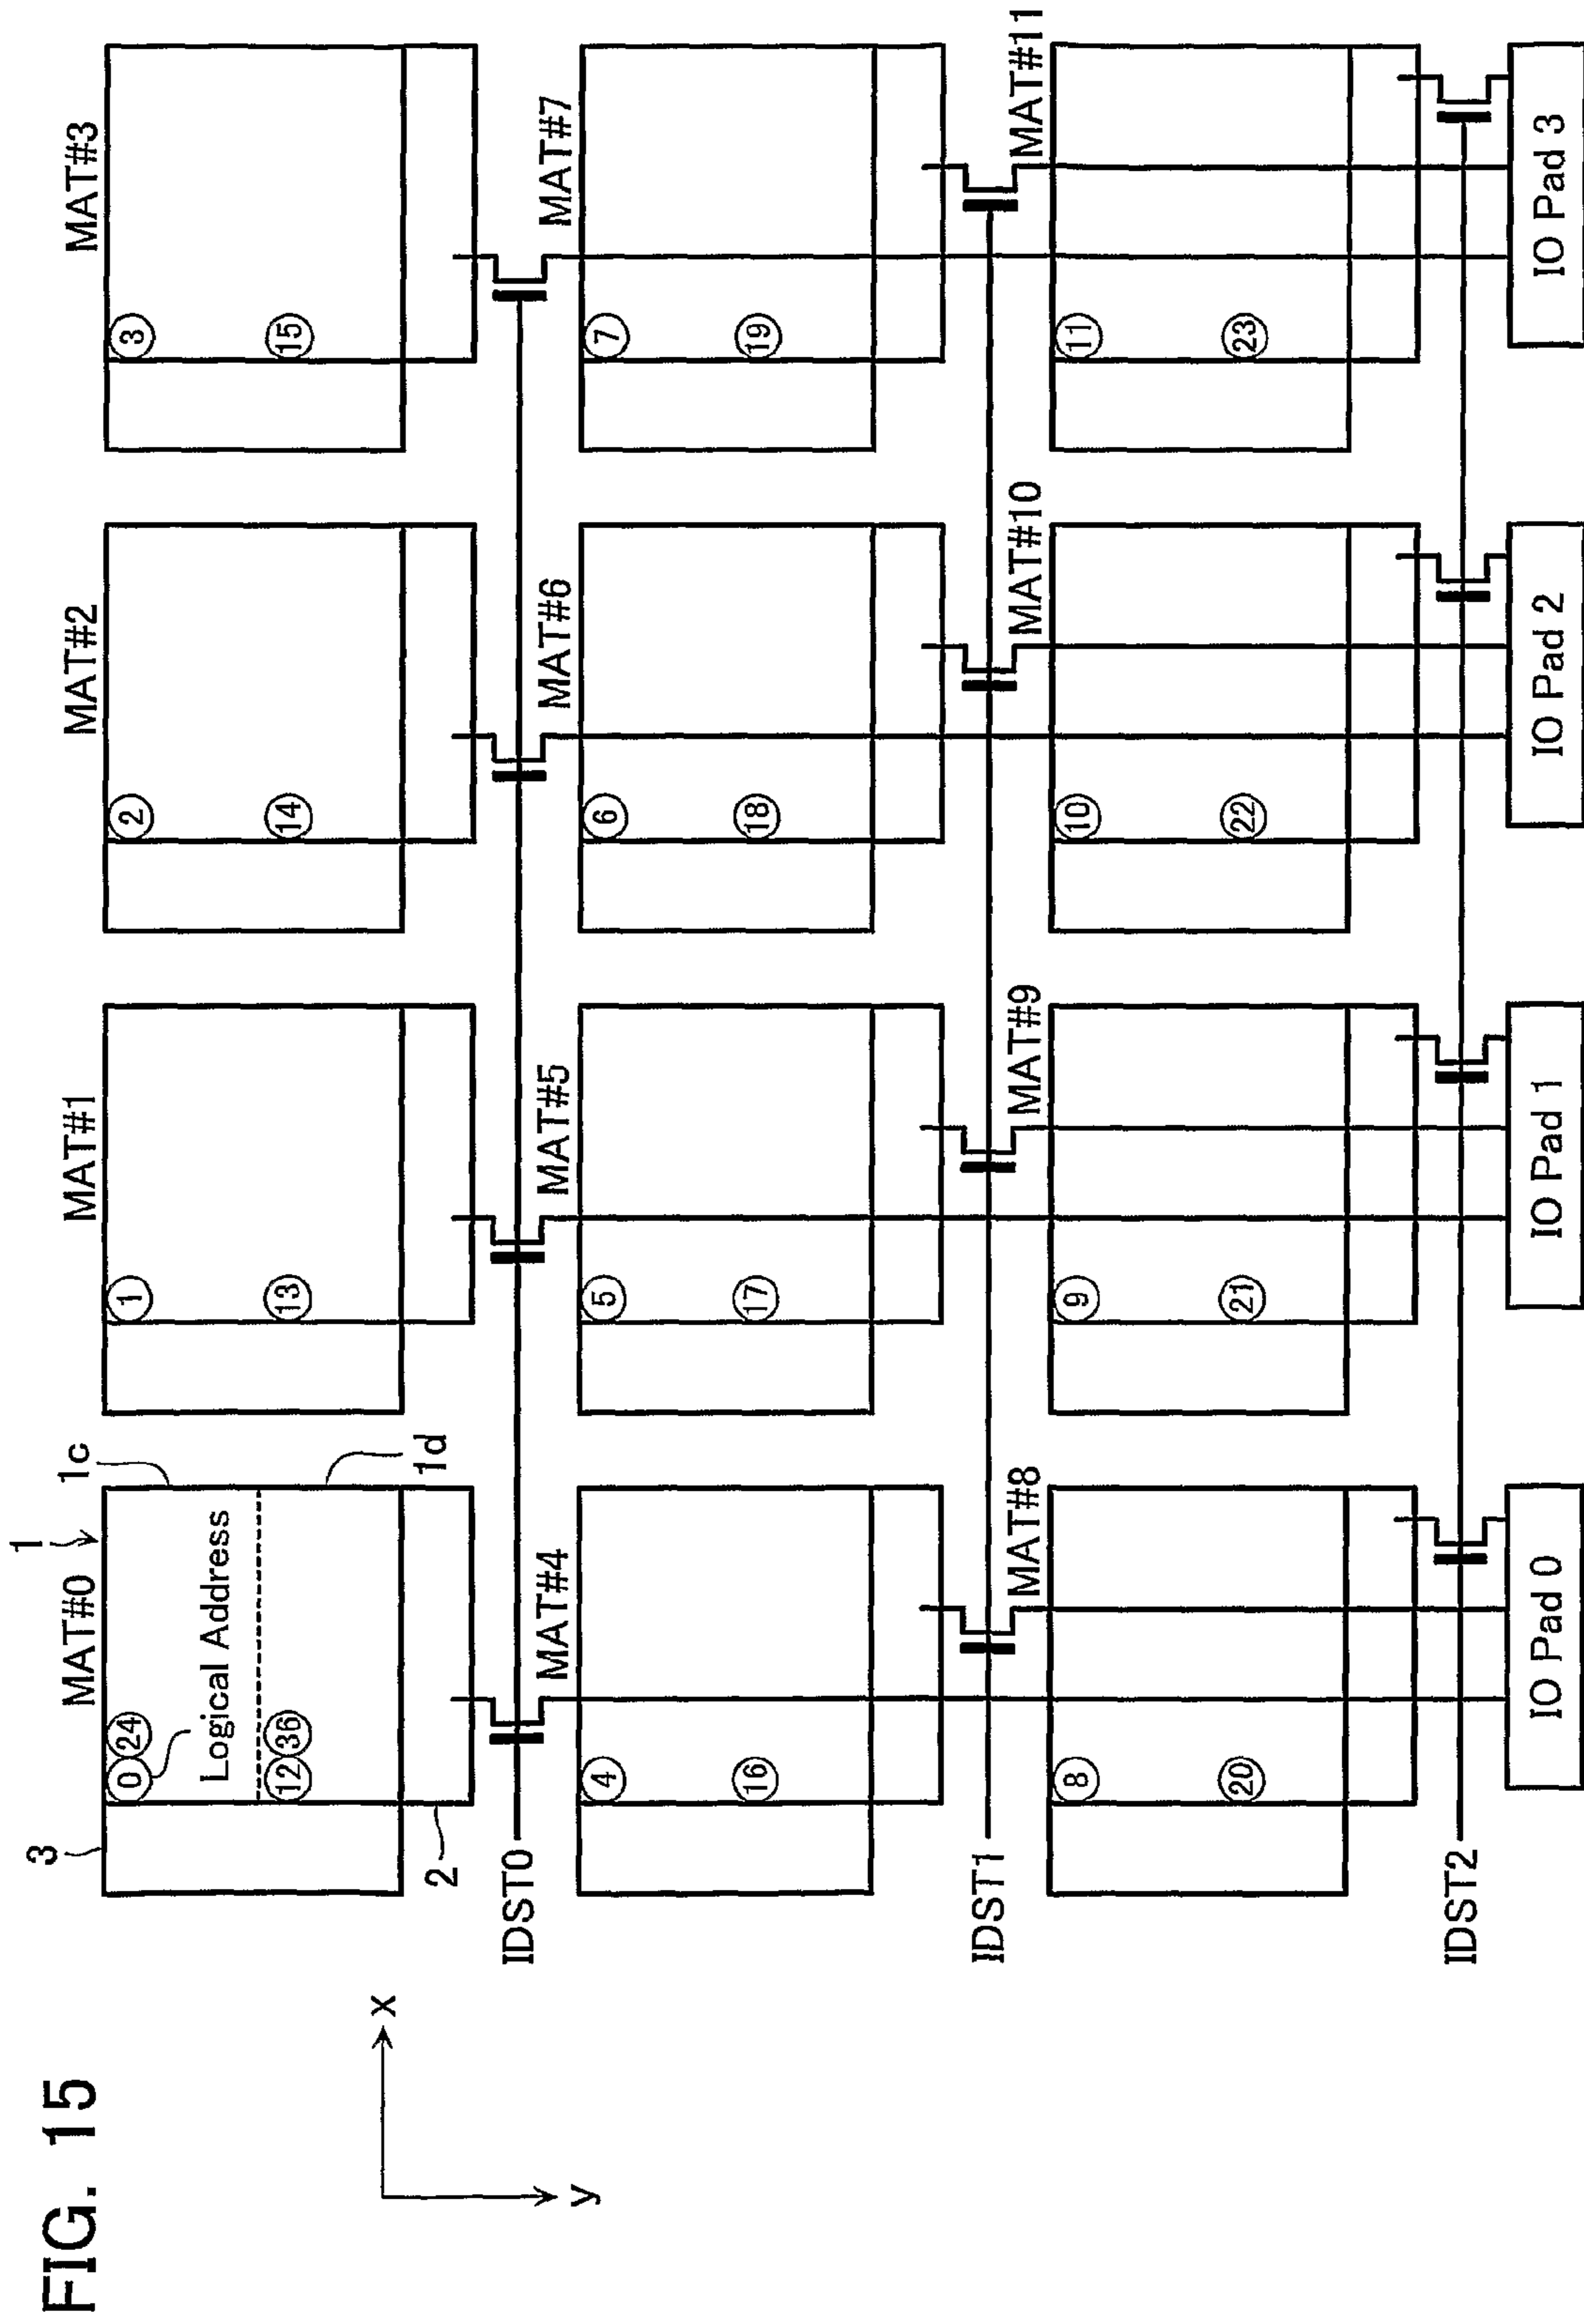 FIG. 15
x
y
1
MAT#0
MAT#1
MAT#2
MAT#3
3
0 24
1
2
3
1c
Logical Address
12 36
13
14
15
1d
2
IDST0
MAT#4
MAT#5
MAT#6
MAT#7
4
5
6
7
16
17
18
19
IDST1
MAT#8
MAT#9
MAT#10
MAT#11
8
9
10
11
20
21
22
23
IDST2
IO Pad 0
IO Pad 1
IO Pad 2
IO Pad 3